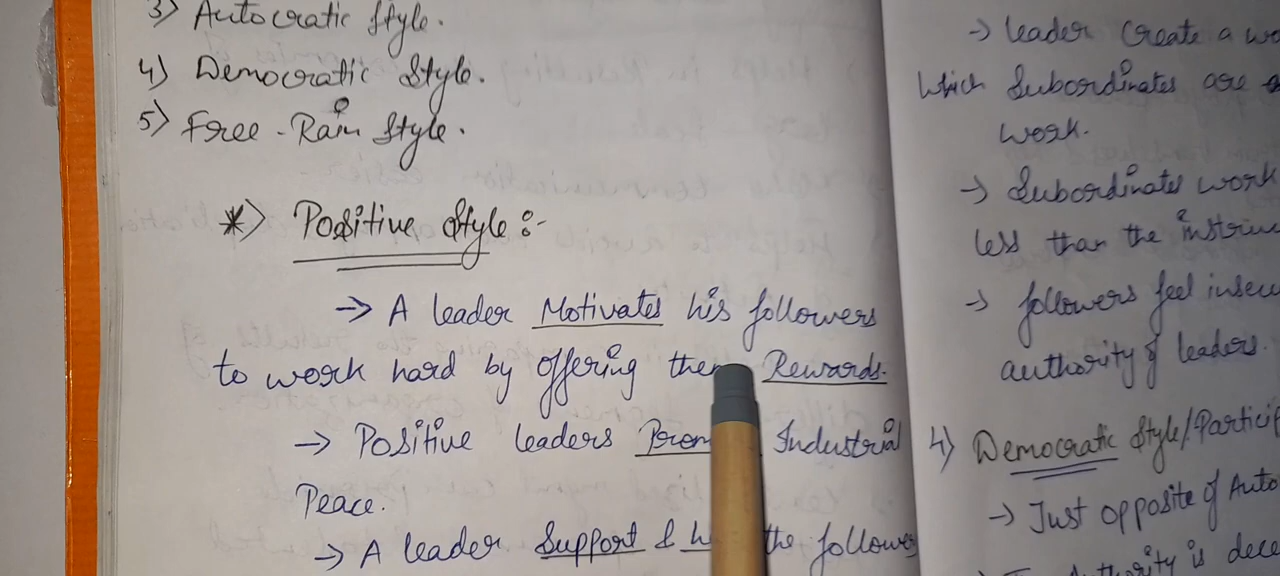 3) Autocratic Style.
4) Democratic Style.
5) Free-Rain Style.
*) Positive Style :-
→ A leader Motivates his followers
to work hard by offering them Rewards.
→ Positive leaders Industrial
Peace.
→ A leader Support & the
→ leader Create a
Which Subordinates are
work.
→ Subordinates work
less than the
→ followers feel
authority of leaders.
4) Democratic Style/
→ Just opposite of
is